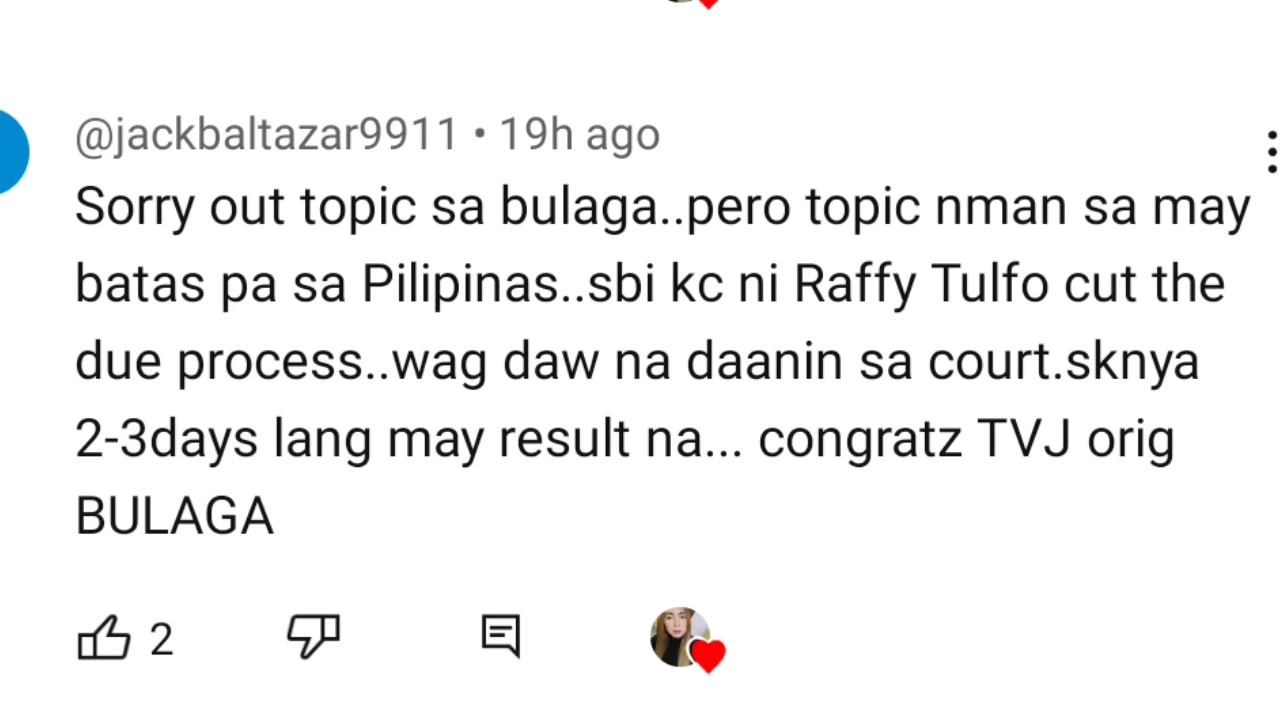 @jackbaltazar9911 • 19h ago
Sorry out topic sa bulaga..pero topic nman sa may
batas pa sa Pilipinas..sbi kc ni Raffy Tulfo cut the
due process..wag daw na daanin sa court.sknya
2-3days lang may result na... congratz TVJ orig
BULAGA
2